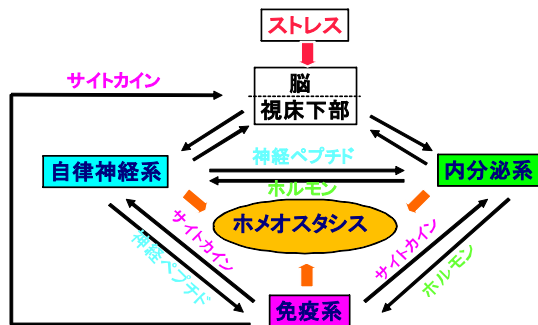 ストレス
サイトカイン
脳
視床下部
自律神経系
神経ペプチド
ホルモン
内分泌系
ホメオスタシス
サイトカイン
神経ペプチド
サイトカイン
ホルモン
免疫系